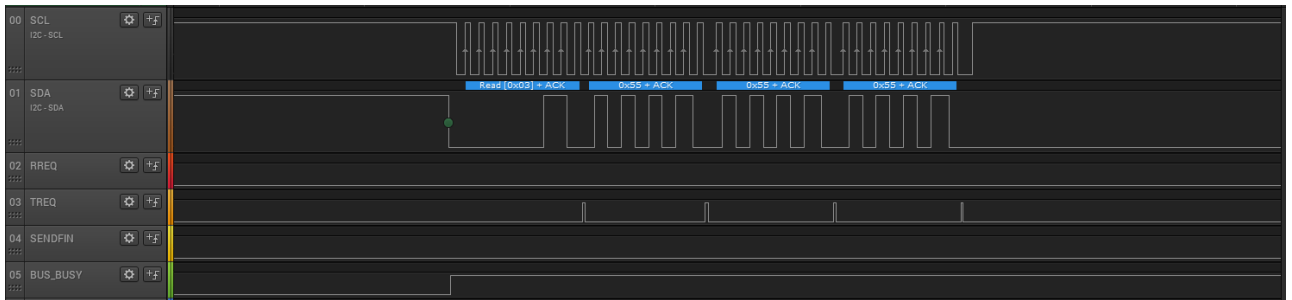 00 SCL
I2C - SCL
01 SDA
I2C - SDA
Read [0x03] + ACK
0x55 + ACK
0x55 + ACK
0x55 + ACK
02 RREQ
03 TREQ
04 SENDFIN
05 BUS_BUSY